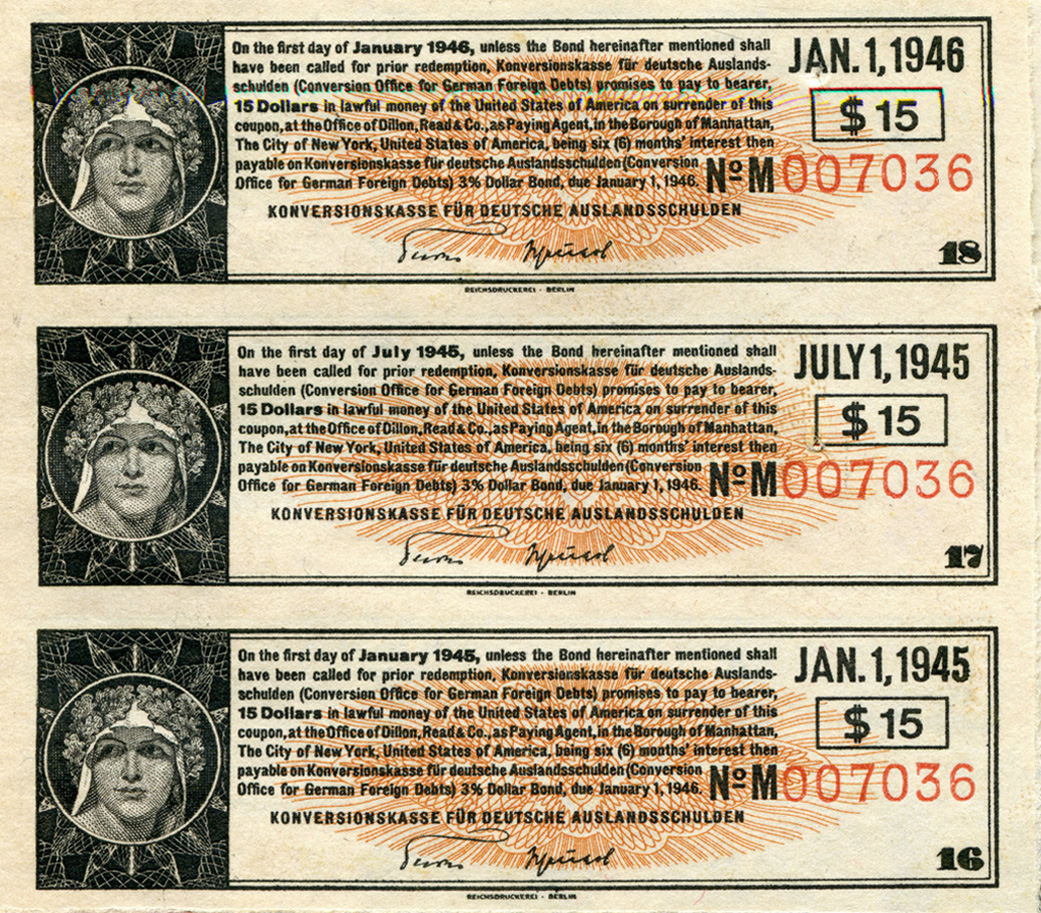 On the first day of January 1946, unless the Bond hereinafter mentioned shall
have been called for prior redemption, Konversionskasse für deutsche Auslands-
schulden (Conversion Office for German Foreign Debts) promises to pay to bearer,
15 Dollars in lawful money of the United States of America on surrender of this
coupon, at the Office of Dillon, Read & Co., as Paying Agent, in the Borough of Manhattan,
The City of New York, United States of America, being six (6) months' interest then
payable on Konversionskasse für deutsche Auslandsschulden (Conversion
Office for German Foreign Debts) 3% Dollar Bond, due January 1, 1946.
KONVERSIONSKASSE FÜR DEUTSCHE AUSLANDSSCHULDEN
JAN. 1, 1946
$ 15
Nº M 007036
18
REICHSDRUCKEREI - BERLIN
On the first day of July 1945, unless the Bond hereinafter mentioned shall
have been called for prior redemption, Konversionskasse für deutsche Auslands-
schulden (Conversion Office for German Foreign Debts) promises to pay to bearer,
15 Dollars in lawful money of the United States of America on surrender of this
coupon, at the Office of Dillon, Read & Co., as Paying Agent, in the Borough of Manhattan,
The City of New York, United States of America, being six (6) months' interest then
payable on Konversionskasse für deutsche Auslandsschulden (Conversion
Office for German Foreign Debts) 3% Dollar Bond, due January 1, 1946.
KONVERSIONSKASSE FÜR DEUTSCHE AUSLANDSSCHULDEN
JULY 1, 1945
$ 15
Nº M 007036
17
REICHSDRUCKEREI - BERLIN
On the first day of January 1945, unless the Bond hereinafter mentioned shall
have been called for prior redemption, Konversionskasse für deutsche Auslands-
schulden (Conversion Office for German Foreign Debts) promises to pay to bearer,
15 Dollars in lawful money of the United States of America on surrender of this
coupon, at the Office of Dillon, Read & Co., as Paying Agent, in the Borough of Manhattan,
The City of New York, United States of America, being six (6) months' interest then
payable on Konversionskasse für deutsche Auslandsschulden (Conversion
Office for German Foreign Debts) 3% Dollar Bond, due January 1, 1946.
KONVERSIONSKASSE FÜR DEUTSCHE AUSLANDSSCHULDEN
JAN. 1, 1945
$ 15
Nº M 007036
16
REICHSDRUCKEREI - BERLIN